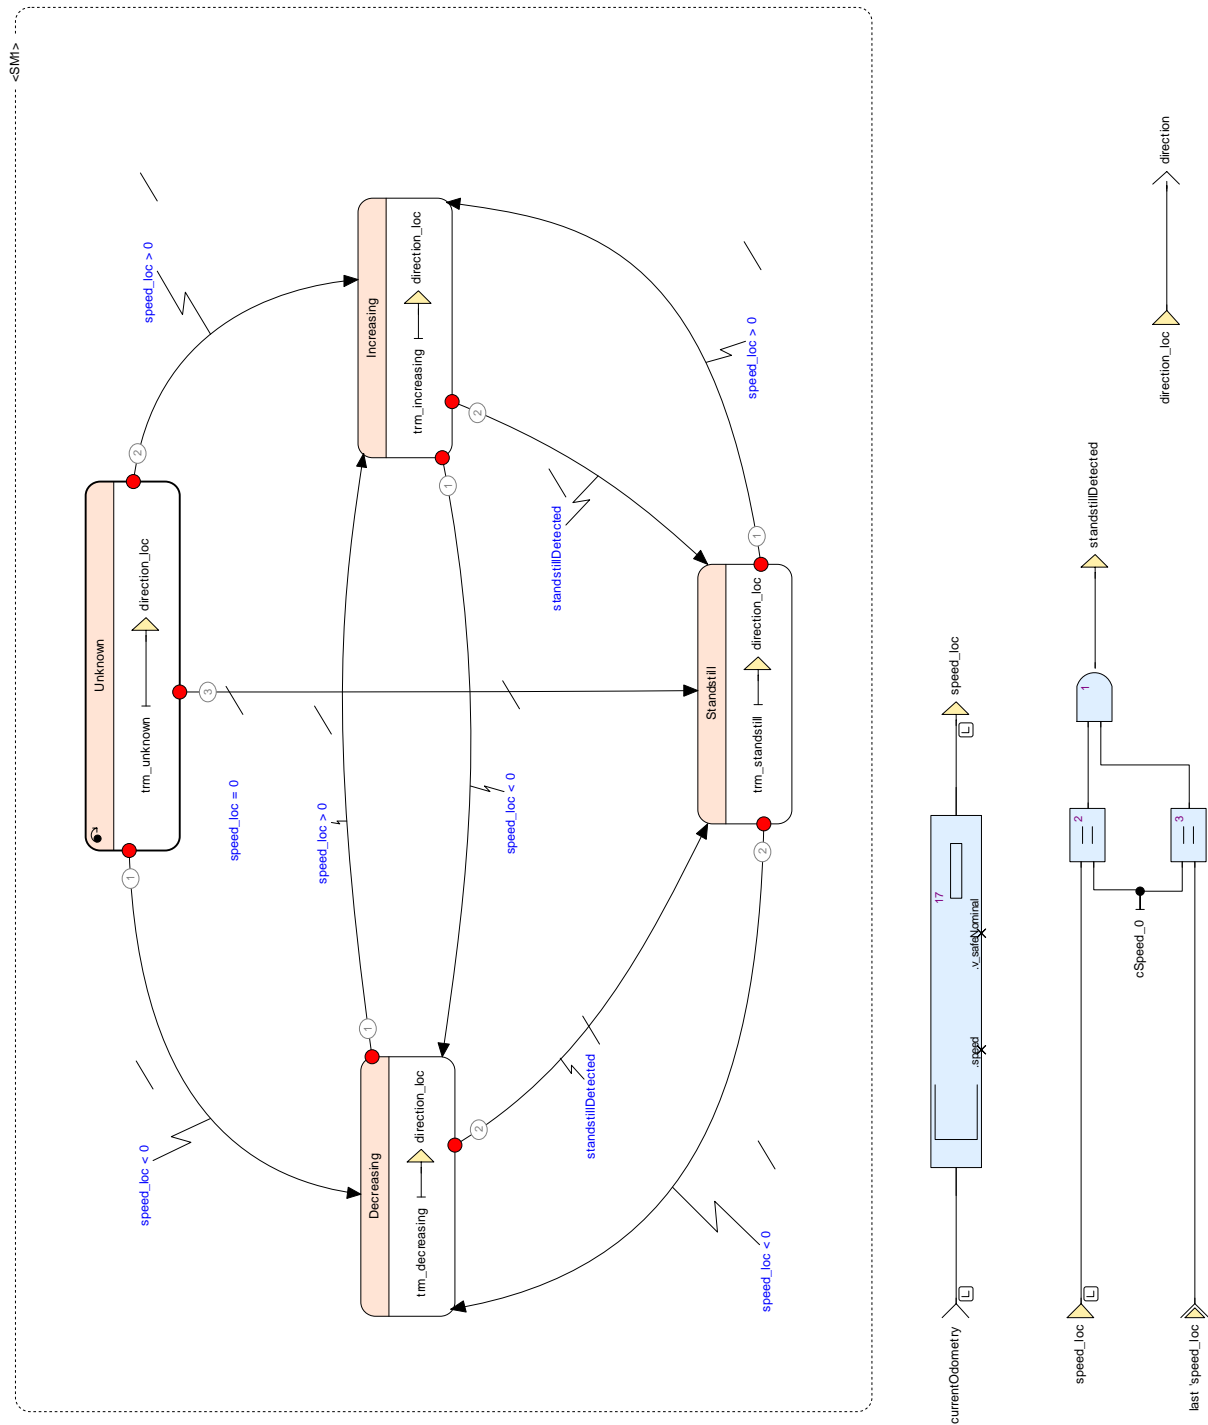 <SM1>
Unknown
trm_unknown
direction_loc
1
2
3
speed_loc < 0
speed_loc > 0
speed_loc = 0
Decreasing
trm_decreasing
direction_loc
1
2
speed_loc > 0
standstillDetected
Increasing
trm_increasing
direction_loc
1
2
speed_loc < 0
standstillDetected
Standstill
trm_standstill
direction_loc
1
2
speed_loc > 0
speed_loc < 0
currentOdometry
L
.speed
.v_safeNominal
17
L
speed_loc
speed_loc
L
cSpeed_0
2
1
standstillDetected
last 'speed_loc
3
direction_loc
direction